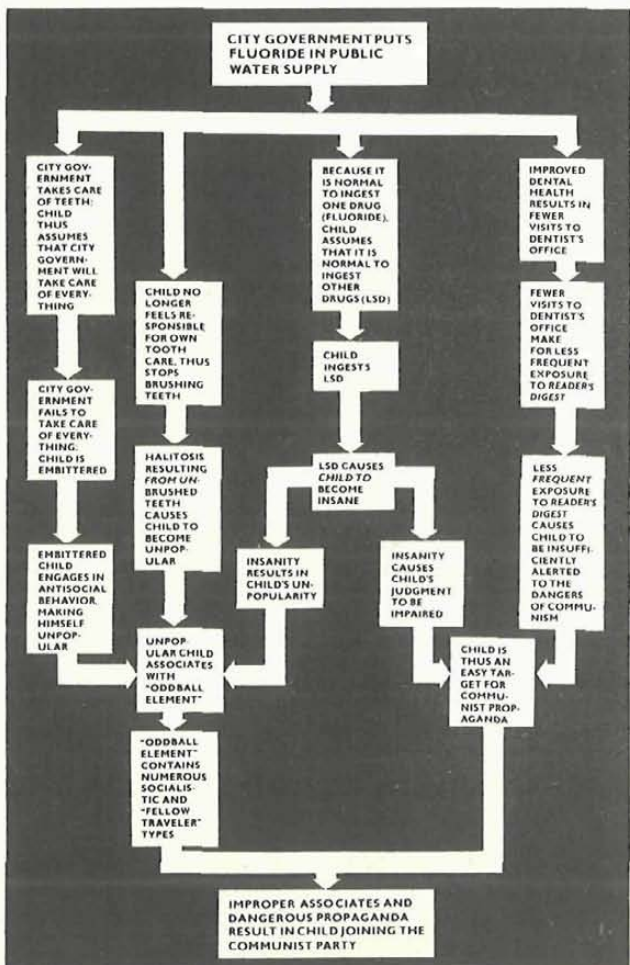 CITY GOVERNMENT PUTS
FLUORIDE IN PUBLIC
WATER SUPPLY
CITY GOV-
ERNMENT
TAKES CARE
OF TEETH;
CHILD
THUS
ASSUMES
THAT CITY
GOVERN-
MENT WILL
TAKE CARE
OF EVERY-
THING
CITY GOV-
ERNMENT
FAILS TO
TAKE CARE
OF EVERY-
THING.
CHILD IS
EMBITTERED
EMBITTERED
CHILD
ENGAGES IN
ANTISOCIAL
BEHAVIOR,
MAKING
HIMSELF
UNPOP-
ULAR
CHILD NO
LONGER
FEELS RE-
SPONSIBLE
FOR OWN
TOOTH
CARE, THUS
STOPS
BRUSHING
TEETH
HALITOSIS
RESULTING
FROM UN-
BRUSHED
TEETH
CAUSES
CHILD TO
BECOME
UNPOP-
ULAR
BECAUSE IT
IS NORMAL
TO INGEST
ONE DRUG
(FLUORIDE),
CHILD
ASSUMES
THAT IT IS
NORMAL TO
INGEST
OTHER
DRUGS (LSD)
CHILD
INGESTS
LSD
LSD CAUSES
CHILD TO
BECOME
INSANE
INSANITY
RESULTS IN
CHILD'S UN-
POPULARITY
INSANITY
CAUSES
CHILD'S
JUDGMENT
TO BE
IMPAIRED
IMPROVED
DENTAL
HEALTH
RESULTS IN
FEWER
VISITS TO
DENTIST'S
OFFICE
FEWER
VISITS TO
DENTIST'S
OFFICE
MAKE
FOR LESS
FREQUENT
EXPOSURE
TO READER'S
DIGEST
LESS
FREQUENT
EXPOSURE
TO READER'S
DIGEST
CAUSES
CHILD TO
BE INSUFFI-
CIENTLY
ALERTED
TO THE
DANGERS
OF COMMU-
NISM
UNPOP-
ULAR CHILD
ASSOCIATES
WITH
"ODDBALL
ELEMENT"
CHILD IS
THUS AN
EASY TAR-
GET FOR
COMMU-
NIST PROP-
AGANDA
"ODDBALL
ELEMENT"
CONTAINS
NUMEROUS
SOCIALIS-
TIC AND
"FELLOW
TRAVELER"
TYPES
IMPROPER ASSOCIATES AND
DANGEROUS PROPAGANDA
RESULT IN CHILD JOINING THE
COMMUNIST PARTY